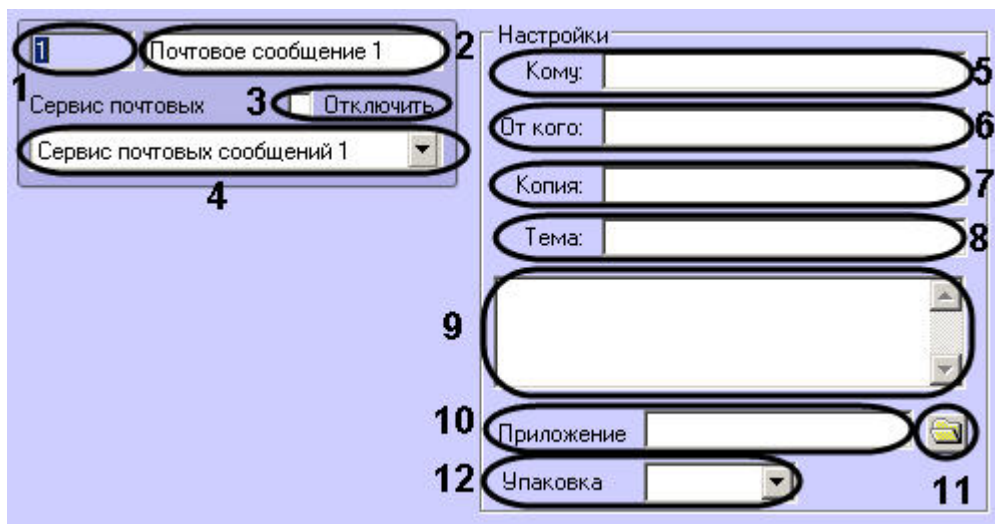 1 Почтовое сообщение 1 2
1
Сервис почтовых 3 Отключить
Сервис почтовых сообщений 1
4
Настройки
Кому: 5
От кого: 6
Копия: 7
Тема: 8
9
10 Приложение
11
12 Упаковка